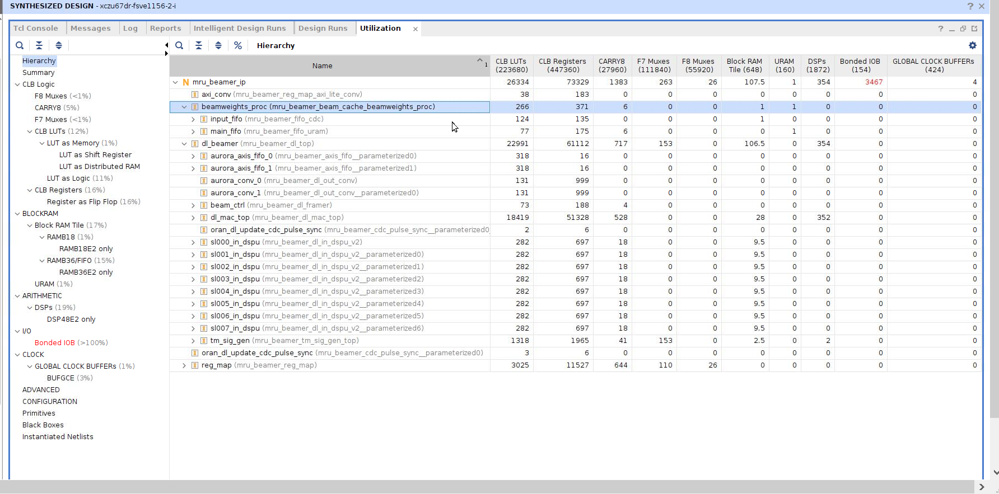 SYNTHESIZED DESIGN - xczu67dr-fsve1156-2-i
Tcl Console Messages Log Reports Intelligent Design Runs Design Runs Utilization
Hierarchy
Hierarchy
Summary
CLB Logic
F8 Muxes (<1%)
CARRY8 (5%)
F7 Muxes (<1%)
CLB LUTs (12%)
LUT as Memory (1%)
LUT as Shift Register
LUT as Distributed RAM
LUT as Logic (11%)
CLB Registers (16%)
Register as Flip Flop (16%)
BLOCKRAM
Block RAM Tile (17%)
RAMB18 (1%)
RAMB18E2 only
RAMB36/FIFO (15%)
RAMB36E2 only
URAM (1%)
ARITHMETIC
DSPs (19%)
DSP48E2 only
I/O
Bonded IOB (>100%)
CLOCK
GLOBAL CLOCK BUFFERs (1%)
BUFGCE (3%)
ADVANCED
CONFIGURATION
Primitives
Black Boxes
Instantiated Netlists
Name 1 CLB LUTs (223680) CLB Registers (447360) CARRY8 (27960) F7 Muxes (111840) F8 Muxes (55920) Block RAM Tile (648) URAM (160) DSPs (1872) Bonded IOB (154) GLOBAL CLOCK BUFFERs (424)
N mru_beamer_ip 26334 73329 1383 263 26 107.5 1 354 3467 4
axi_conv (mru_beamer_reg_map_axi_lite_conv) 38 183 0 0 0 0 0 0 0 0
beamweights_proc (mru_beamer_beam_cache_beamweights_proc) 266 371 6 0 0 1 1 0 0 0
input_fifo (mru_beamer_fifo_cdc) 124 135 0 0 0 1 0 0 0 0
main_fifo (mru_beamer_fifo_uram) 77 175 6 0 0 0 1 0 0 0
dl_beamer (mru_beamer_dl_top) 22991 61112 717 153 0 106.5 0 354 0 0
aurora_axis_fifo_0 (mru_beamer_axis_fifo__parameterized0) 318 16 0 0 0 0 0 0 0 0
aurora_axis_fifo_1 (mru_beamer_axis_fifo__parameterized1) 318 16 0 0 0 0 0 0 0 0
aurora_conv_0 (mru_beamer_dl_out_conv) 131 999 0 0 0 0 0 0 0 0
aurora_conv_1 (mru_beamer_dl_out_conv__parameterized0) 131 999 0 0 0 0 0 0 0 0
beam_ctrl (mru_beamer_dl_framer) 73 188 4 0 0 0 0 0 0 0
dl_mac_top (mru_beamer_dl_mac_top) 18419 51328 528 0 0 28 0 352 0 0
oran_dl_update_cdc_pulse_sync (mru_beamer_cdc_pulse_sync__parameterized0 2 6 0 0 0 0 0 0 0 0
sl000_in_dspu (mru_beamer_dl_in_dspu_v2) 282 697 18 0 0 9.5 0 0 0 0
sl001_in_dspu (mru_beamer_dl_in_dspu_v2__parameterized0) 282 697 18 0 0 9.5 0 0 0 0
sl002_in_dspu (mru_beamer_dl_in_dspu_v2__parameterized1) 282 697 18 0 0 9.5 0 0 0 0
sl003_in_dspu (mru_beamer_dl_in_dspu_v2__parameterized2) 282 697 18 0 0 9.5 0 0 0 0
sl004_in_dspu (mru_beamer_dl_in_dspu_v2__parameterized3) 282 697 18 0 0 9.5 0 0 0 0
sl005_in_dspu (mru_beamer_dl_in_dspu_v2__parameterized4) 282 697 18 0 0 9.5 0 0 0 0
sl006_in_dspu (mru_beamer_dl_in_dspu_v2__parameterized5) 282 697 18 0 0 9.5 0 0 0 0
sl007_in_dspu (mru_beamer_dl_in_dspu_v2__parameterized6) 282 697 18 0 0 9.5 0 0 0 0
tm_sig_gen (mru_beamer_tm_sig_gen_top) 1318 1965 41 153 0 2.5 0 2 0 0
oran_dl_update_cdc_pulse_sync (mru_beamer_cdc_pulse_sync__parameterized0) 3 6 0 0 0 0 0 0 0 0
reg_map (mru_beamer_reg_map) 3025 11527 644 110 26 0 0 0 0 0